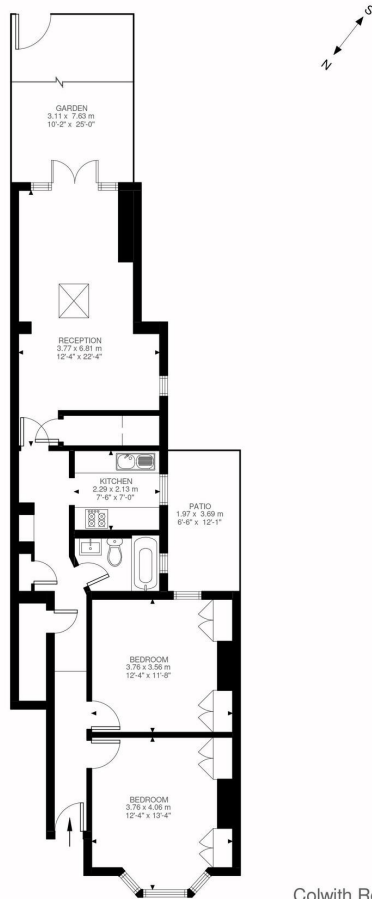 S
N
GARDEN
3.11 x 7.63 m
10'-2" x 25'-0"
RECEPTION
3.77 x 6.81 m
12'-4" x 22'-4"
KITCHEN
2.29 x 2.13 m
7'-6" x 7'-0"
PATIO
1.97 x 3.69 m
6'-6" x 12'-1"
BEDROOM
3.76 x 3.56 m
12'-4" x 11'-8"
BEDROOM
3.76 x 4.06 m
12'-4" x 13'-4"
Colwith Ro